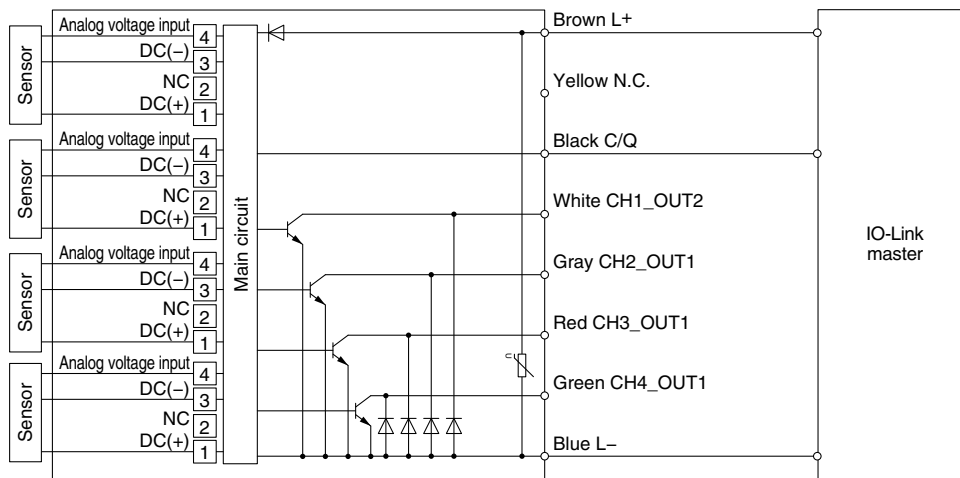 Sensor
Analog voltage input 4
DC(−) 3
NC 2
DC(+) 1
Sensor
Analog voltage input 4
DC(−) 3
NC 2
DC(+) 1
Sensor
Analog voltage input 4
DC(−) 3
NC 2
DC(+) 1
Sensor
Analog voltage input 4
DC(−) 3
NC 2
DC(+) 1
Main circuit
Brown L+
Yellow N.C.
Black C/Q
White CH1_OUT2
Gray CH2_OUT1
Red CH3_OUT1
Green CH4_OUT1
Blue L−
IO-Link
master